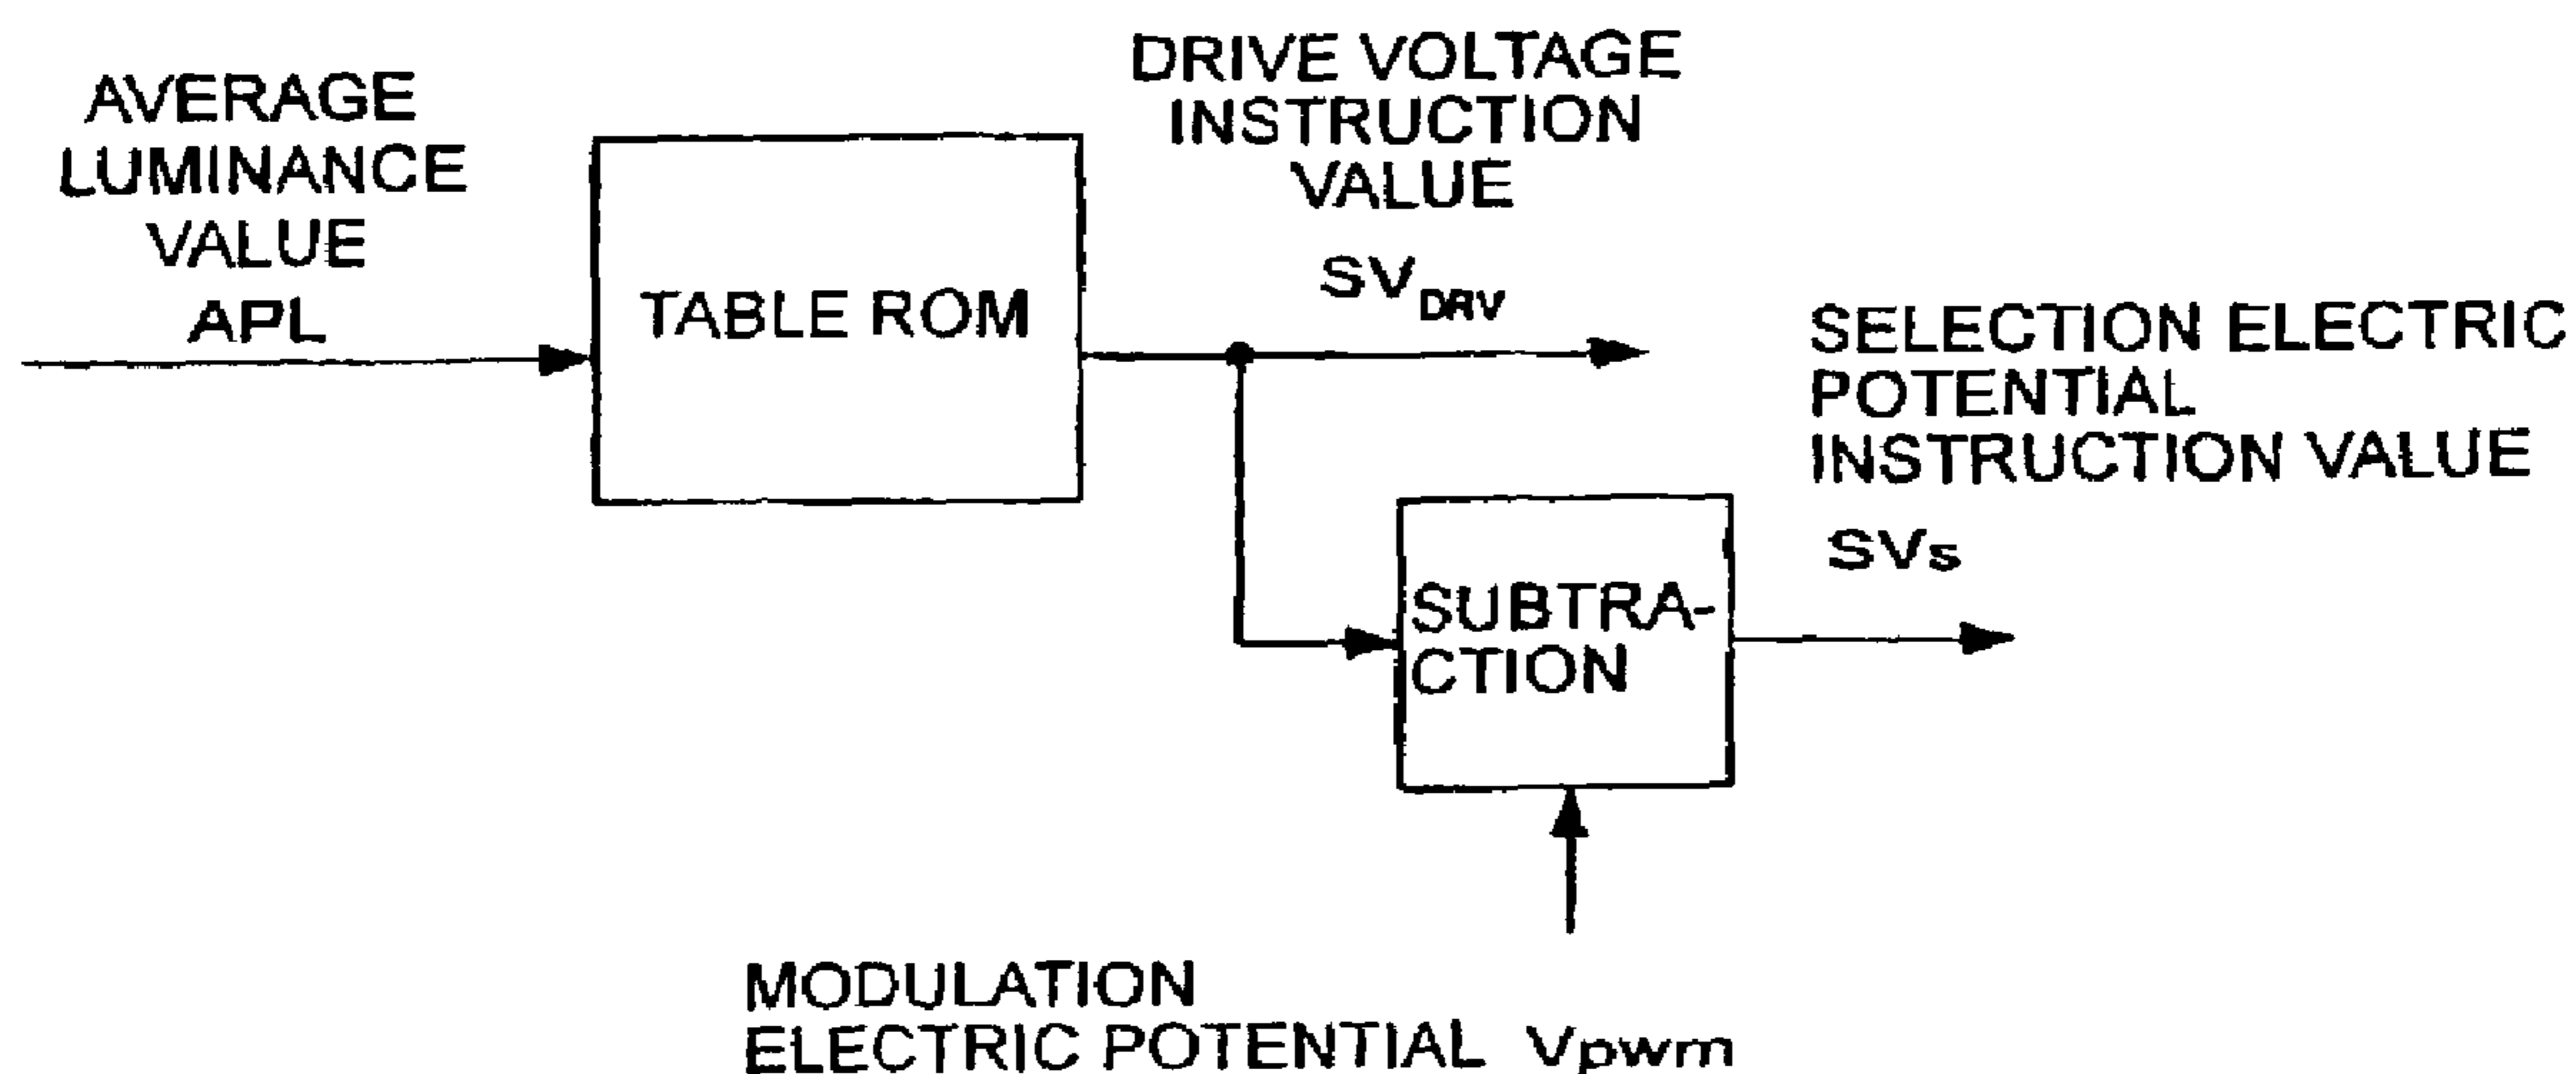 AVERAGE
LUMINANCE
VALUE
APL
TABLE ROM
DRIVE VOLTAGE
INSTRUCTION
VALUE
SVDRV
SELECTION ELECTRIC
POTENTIAL
INSTRUCTION VALUE
SVs
SUBTRA-
CTION
MODULATION
ELECTRIC POTENTIAL Vpwm